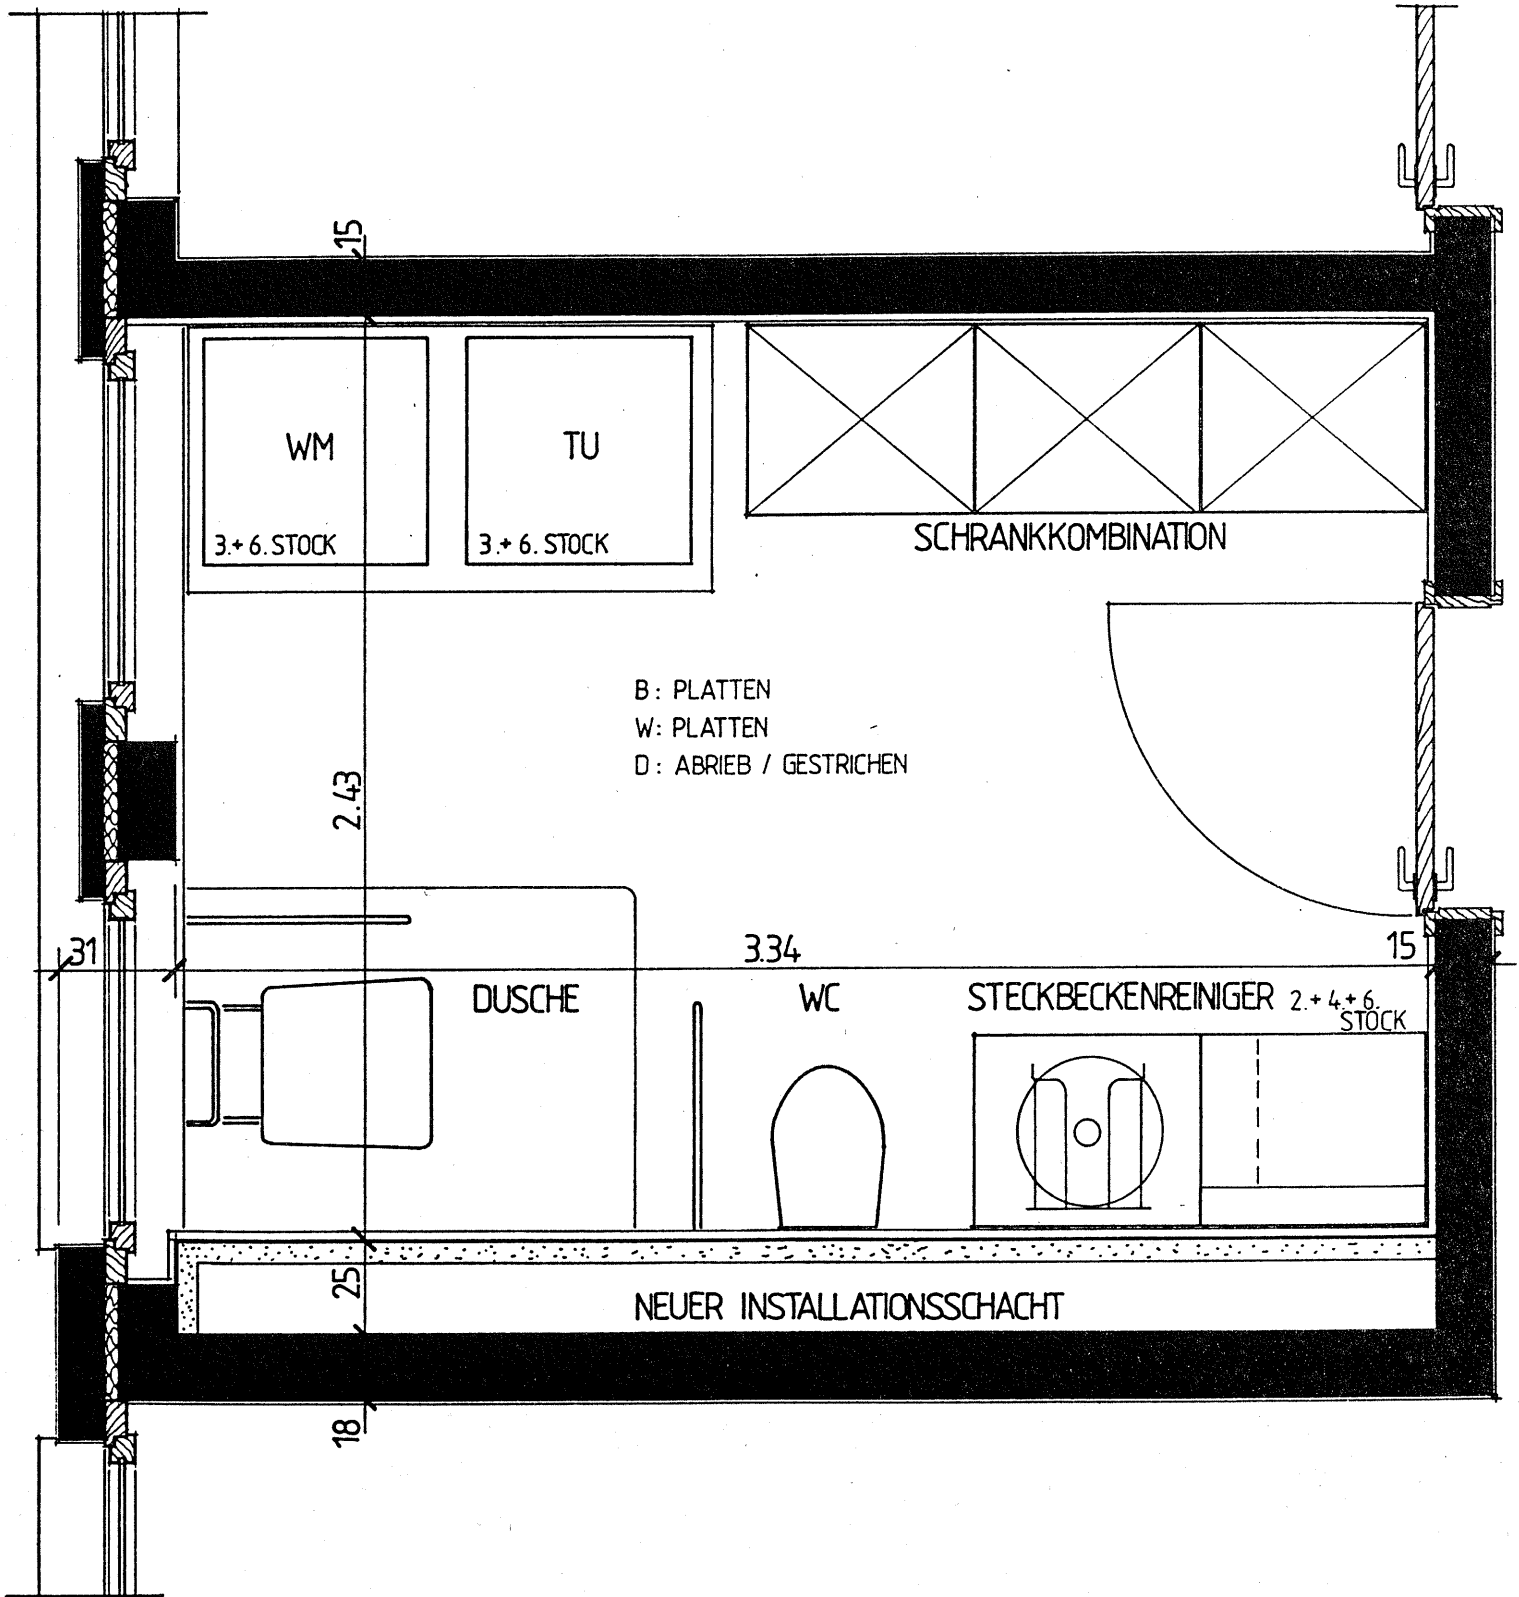 15
WM
TU
3.+ 6. STOCK
3.+ 6. STOCK
SCHRANKKOMBINATION
B: PLATTEN
W: PLATTEN
D: ABRIEB / GESTRICHEN
2.43
31
3.34
15
DUSCHE
WC
STECKBECKENREINIGER 2.+ 4.+ 6.
STOCK
25
NEUER INSTALLATIONSSCHACHT
18